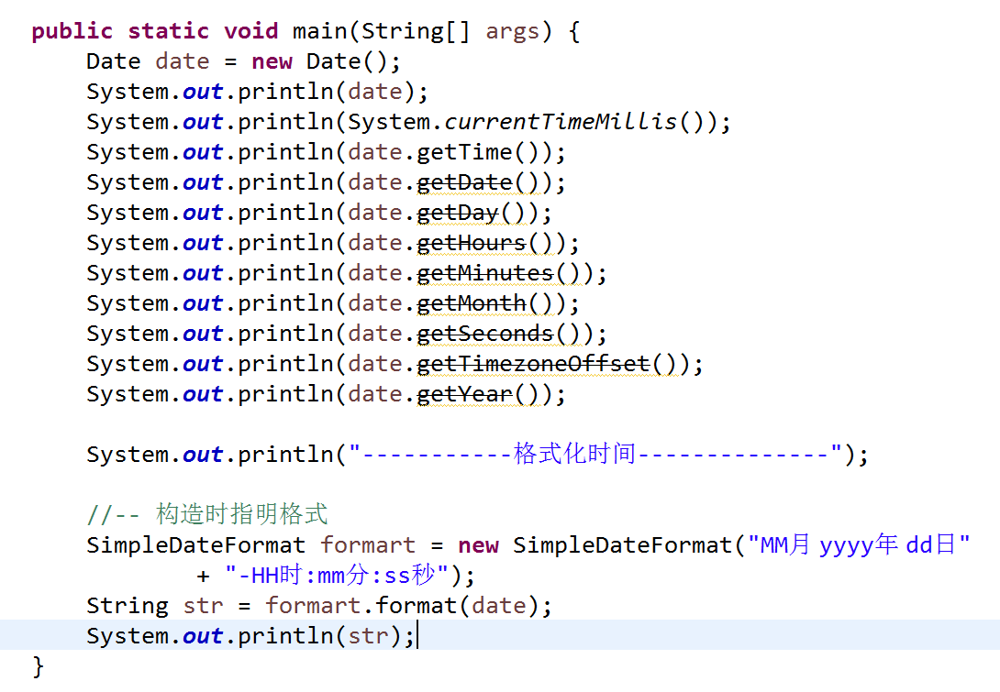 public static void main(String[] args) {
Date date = new Date();
System.out.println(date);
System.out.println(System.currentTimeMillis());
System.out.println(date.getTime());
System.out.println(date.getDate());
System.out.println(date.getDay());
System.out.println(date.getHours());
System.out.println(date.getMinutes());
System.out.println(date.getMonth());
System.out.println(date.getSeconds());
System.out.println(date.getTimezoneOffset());
System.out.println(date.getYear());
System.out.println("-----------格式化时间--------------");
//-- 构造时指明格式
SimpleDateFormat formart = new SimpleDateFormat("MM月 yyyy年 dd日"
+ "-HH时:mm分:ss秒");
String str = formart.format(date);
System.out.println(str);
}